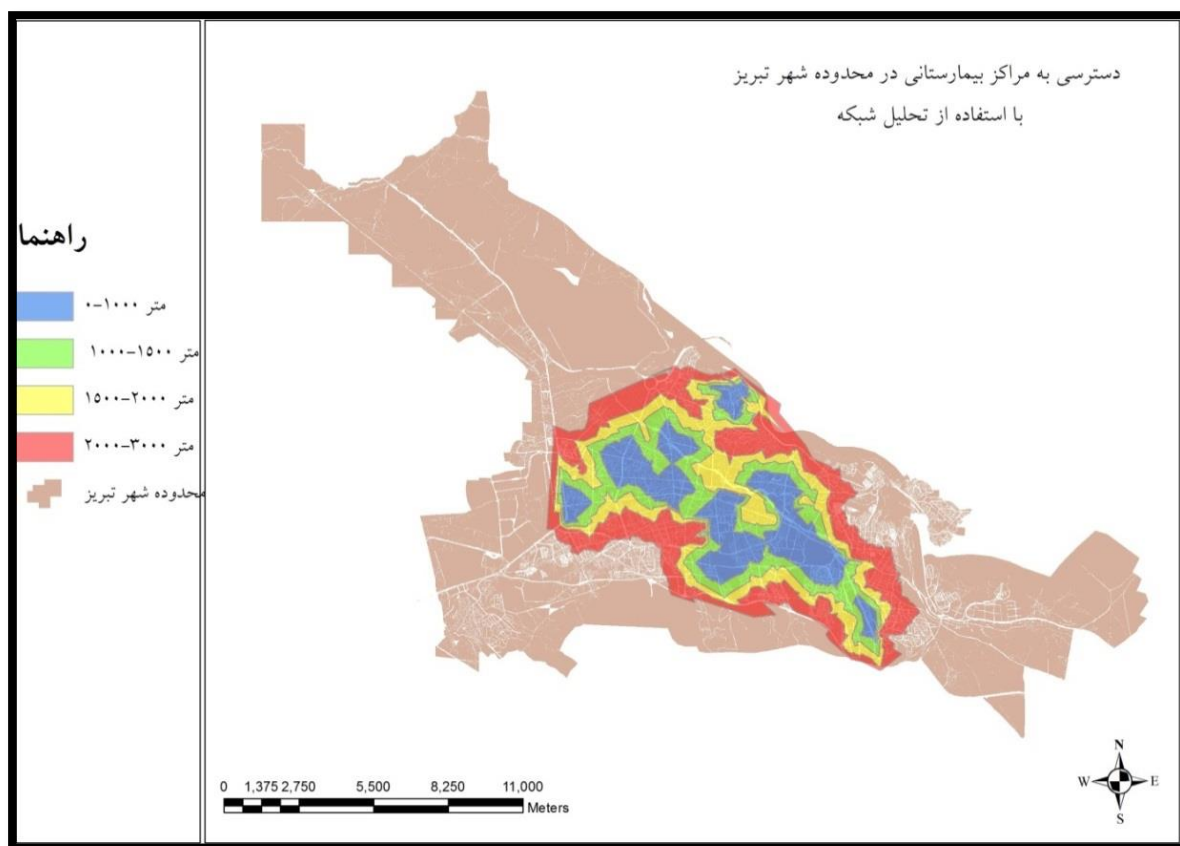 دسترسی به مراکز بیمارستانی در محدوده شهر تبریز
با استفاده از تحلیل شبکه
راهنما
۰-۱۰۰۰ متر
۱۰۰۰-۱۵۰۰ متر
۱۵۰۰-۲۰۰۰ متر
۲۰۰۰-۳۰۰۰ متر
محدوده شهر تبریز
0 1,375 2,750 5,500 8,250 11,000
Meters
N
W E
S